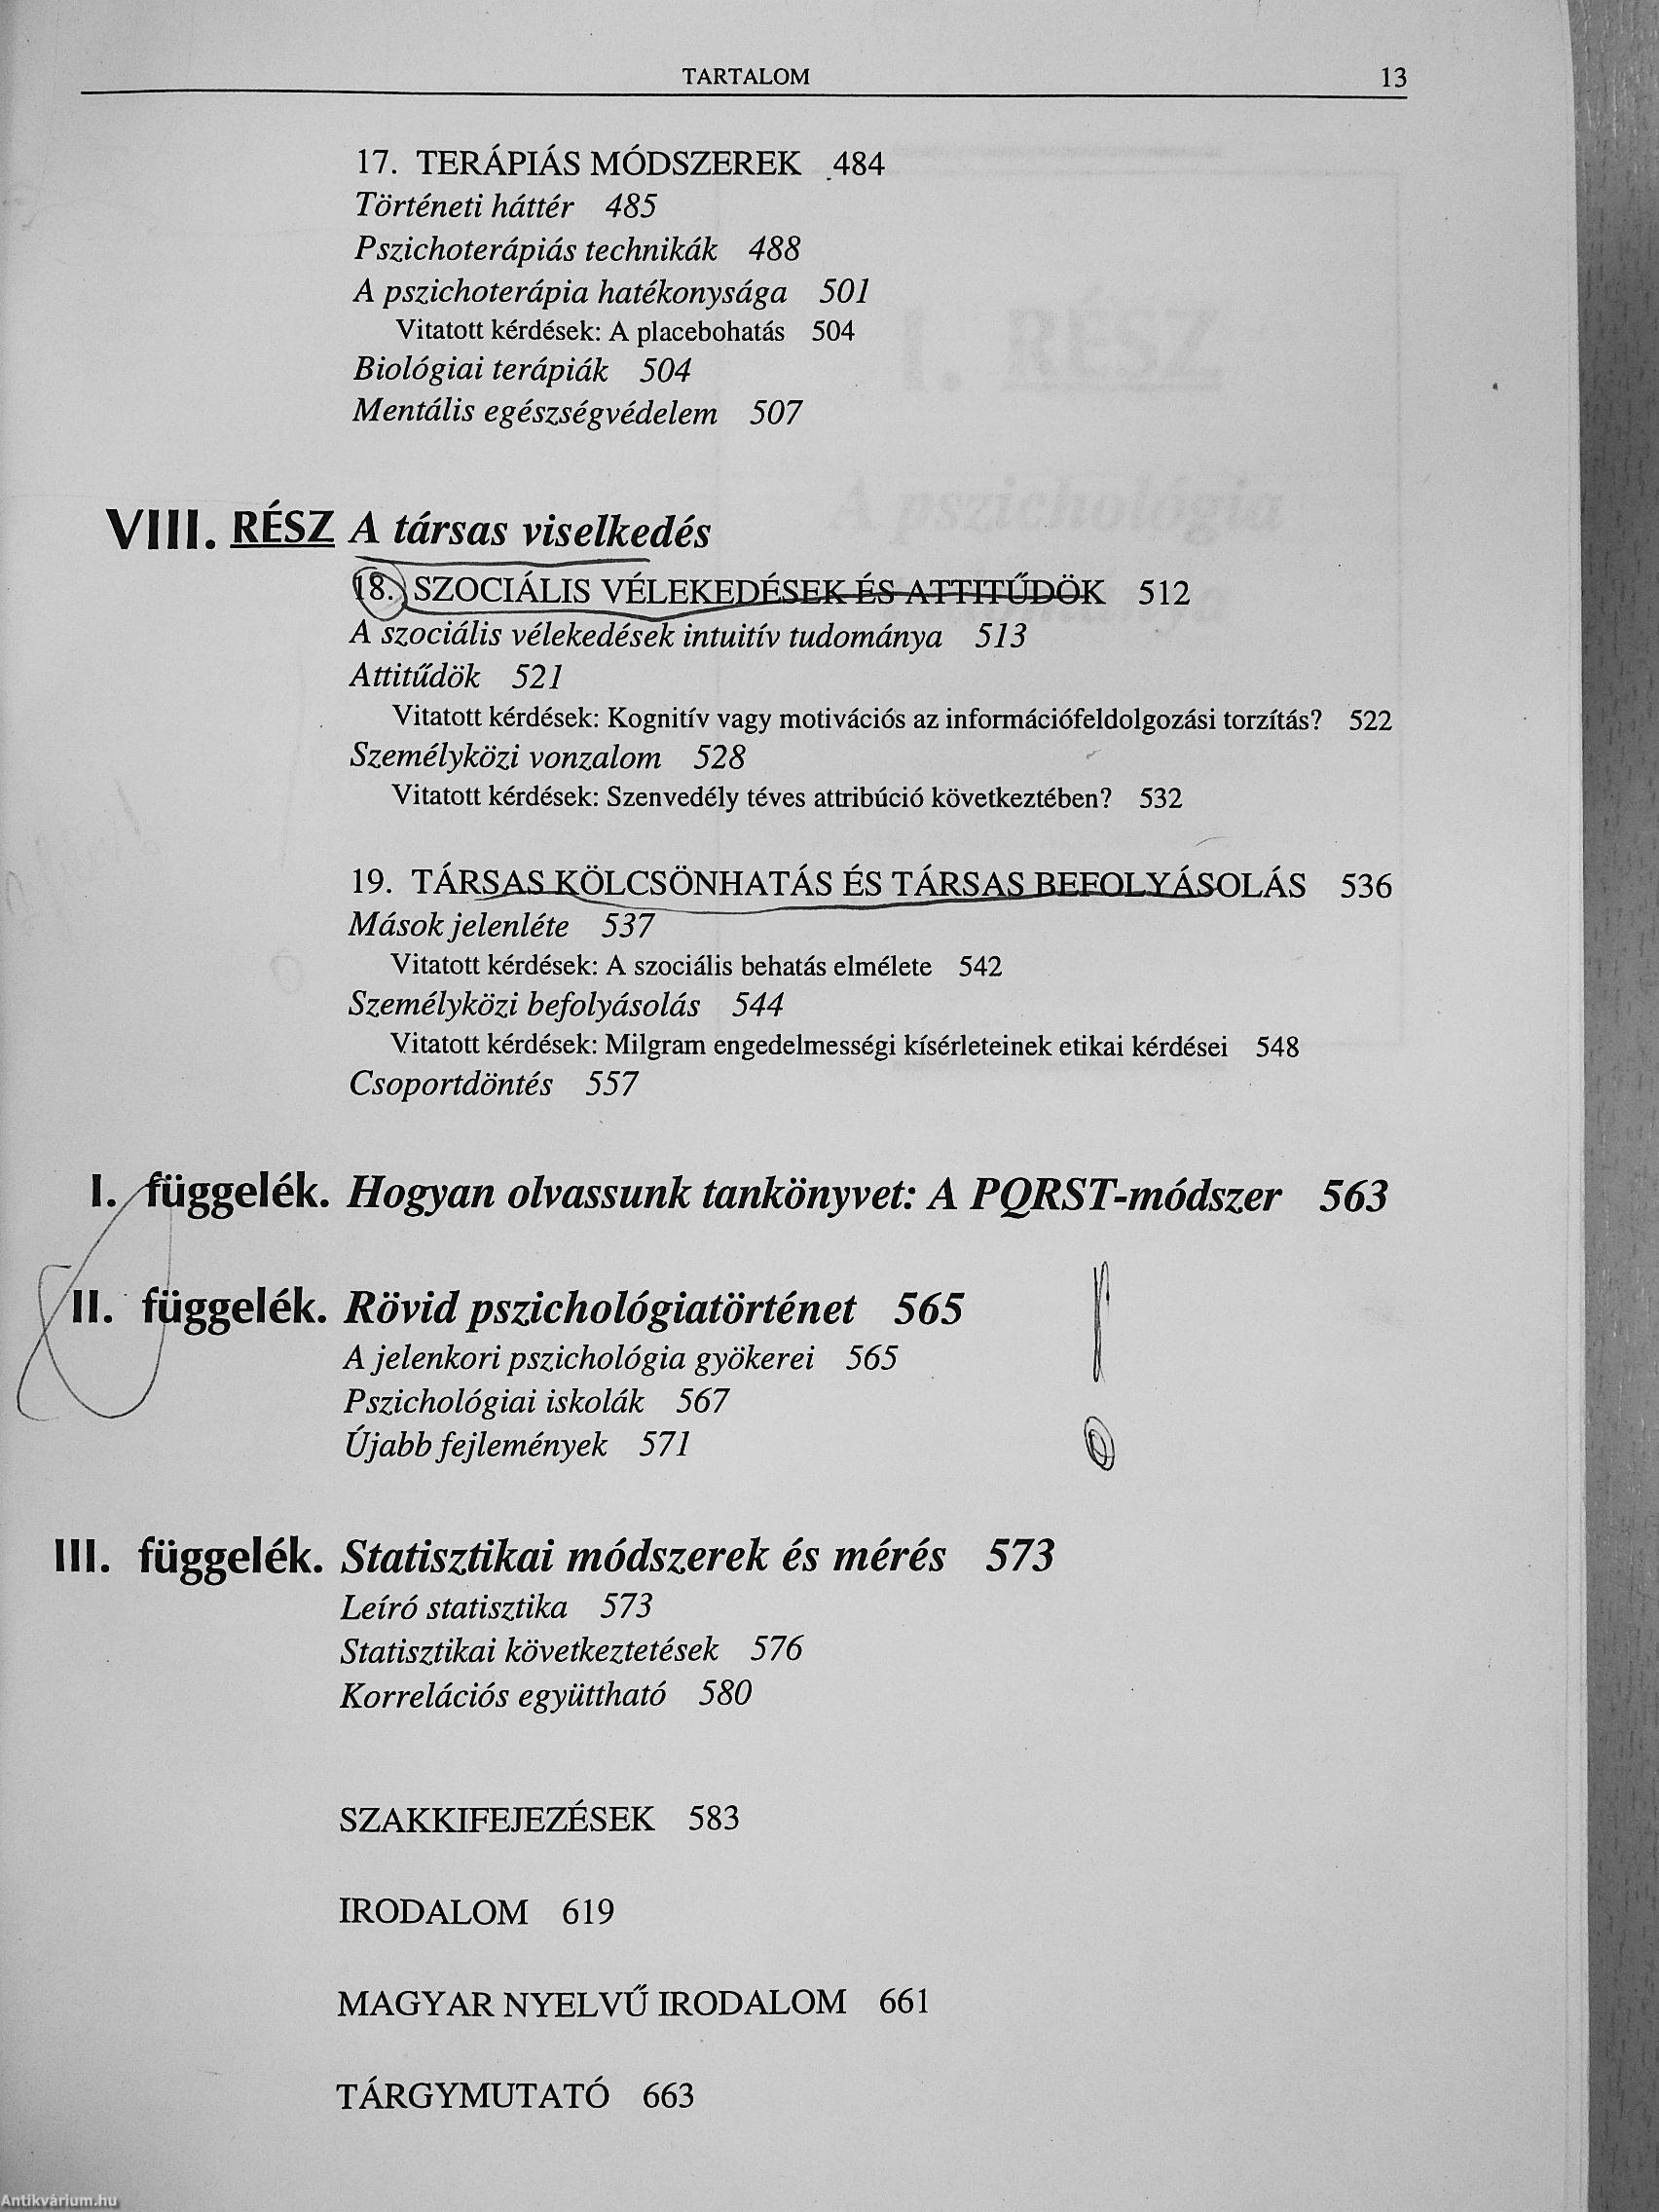 TARTALOM 13
17. TERÁPIÁS MÓDSZEREK 484
Történeti háttér 485
Pszichoterápiás technikák 488
A pszichoterápia hatékonysága 501
Vitatott kérdések: A placebohatás 504
Biológiai terápiák 504
Mentális egészségvédelem 507
VIII. RÉSZ A társas viselkedés
18. SZOCIÁLIS VÉLEKEDÉSEK ÉS ATTITŰDÖK 512
A szociális vélekedések intuitív tudománya 513
Attitűdök 521
Vitatott kérdések: Kognitív vagy motivációs az információfeldolgozási torzítás? 522
Személyközi vonzalom 528
Vitatott kérdések: Szenvedély téves attribúció következtében? 532
19. TÁRSAS KÖLCSÖNHATÁS ÉS TÁRSAS BEFOLYÁSOLÁS 536
Mások jelenléte 537
Vitatott kérdések: A szociális behatás elmélete 542
Személyközi befolyásolás 544
Vitatott kérdések: Milgram engedelmességi kísérleteinek etikai kérdései 548
Csoportdöntés 557
I. függelék. Hogyan olvassunk tankönyvet: A PQRST-módszer 563
II. függelék. Rövid pszichológiatörténet 565
A jelenkori pszichológia gyökerei 565
Pszichológiai iskolák 567
Újabb fejlemények 571
III. függelék. Statisztikai módszerek és mérés 573
Leíró statisztika 573
Statisztikai következtetések 576
Korrelációs együttható 580
SZAKKIFEJEZÉSEK 583
IRODALOM 619
MAGYAR NYELVŰ IRODALOM 661
TÁRGYMUTATÓ 663
Antikvárium.hu